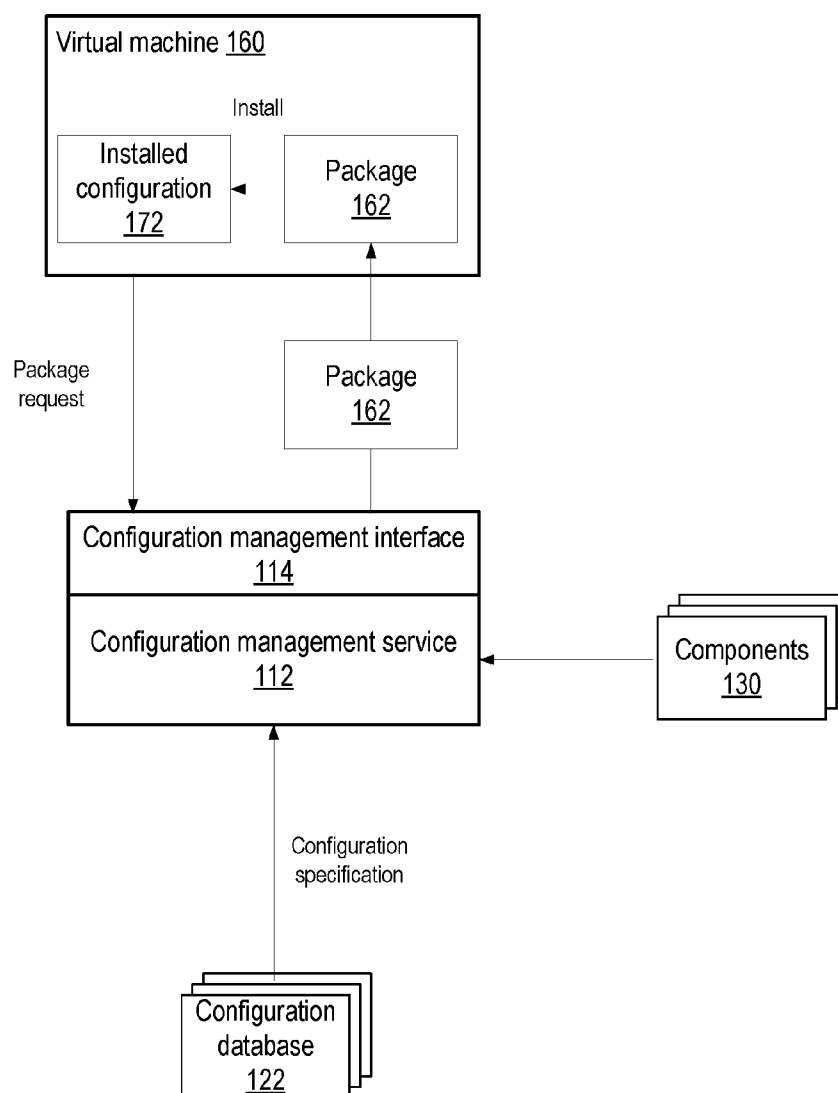 Virtual machine 160
Install
Installed
configuration
172
Package
162
Package
request
Package
162
Configuration management interface
114
Configuration management service
112
Components
130
Configuration
specification
Configuration
database
122